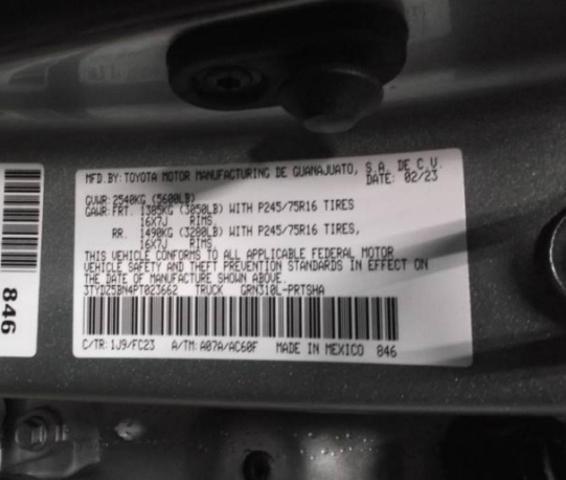 MFD.BY:TOYOTA MOTOR MANUFACTURING DE GUANAJUATO, S.A. DE C.V.
DATE: 02/23
GVWR:2540KG (5600LB)
GAWR:FRT. 1385KG (3050LB) WITH P245/75R16 TIRES
16X7J RIMS
RR. 1490KG (3280LB) WITH P245/75R16 TIRES,
16X7J RIMS
THIS VEHICLE CONFORMS TO ALL APPLICABLE FEDERAL MOTOR
VEHICLE SAFETY AND THEFT PREVENTION STANDARDS IN EFFECT ON
THE DATE OF MANUFACTURE SHOWN ABOVE.
3TYDZ5BN4PT023662 TRUCK GRN310L-PRTSHA
C/TR:1J9/FC23 A/TM:A07A/AC60F MADE IN MEXICO 846
846